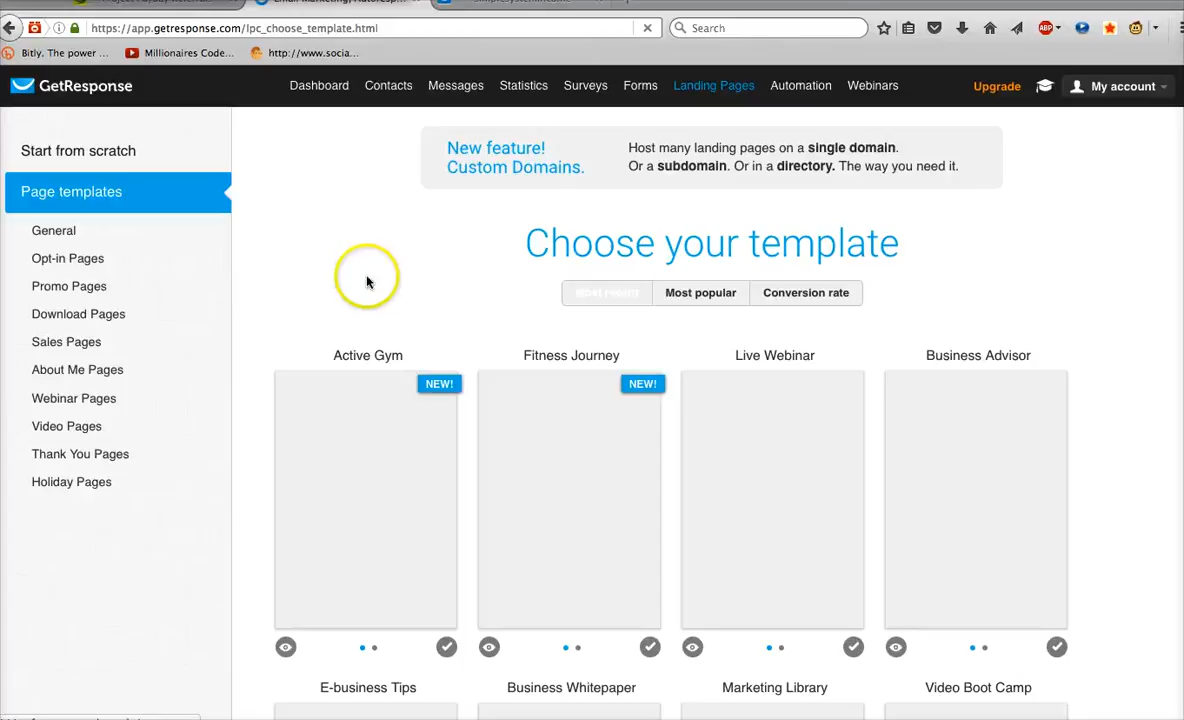 https://app.getresponse.com/lpc_choose_template.html
Search
ABP
Bitly. The power ...
Millionaires Code...
http://www.socia...
GetResponse
Dashboard
Contacts
Messages
Statistics
Surveys
Forms
Landing Pages
Automation
Webinars
Upgrade
My account
Start from scratch
Page templates
General
Opt-in Pages
Promo Pages
Download Pages
Sales Pages
About Me Pages
Webinar Pages
Video Pages
Thank You Pages
Holiday Pages
New feature!
Custom Domains.
Host many landing pages on a single domain.
Or a subdomain. Or in a directory. The way you need it.
Choose your template
Most recent
Most popular
Conversion rate
Active Gym
Fitness Journey
Live Webinar
Business Advisor
NEW!
NEW!
E-business Tips
Business Whitepaper
Marketing Library
Video Boot Camp